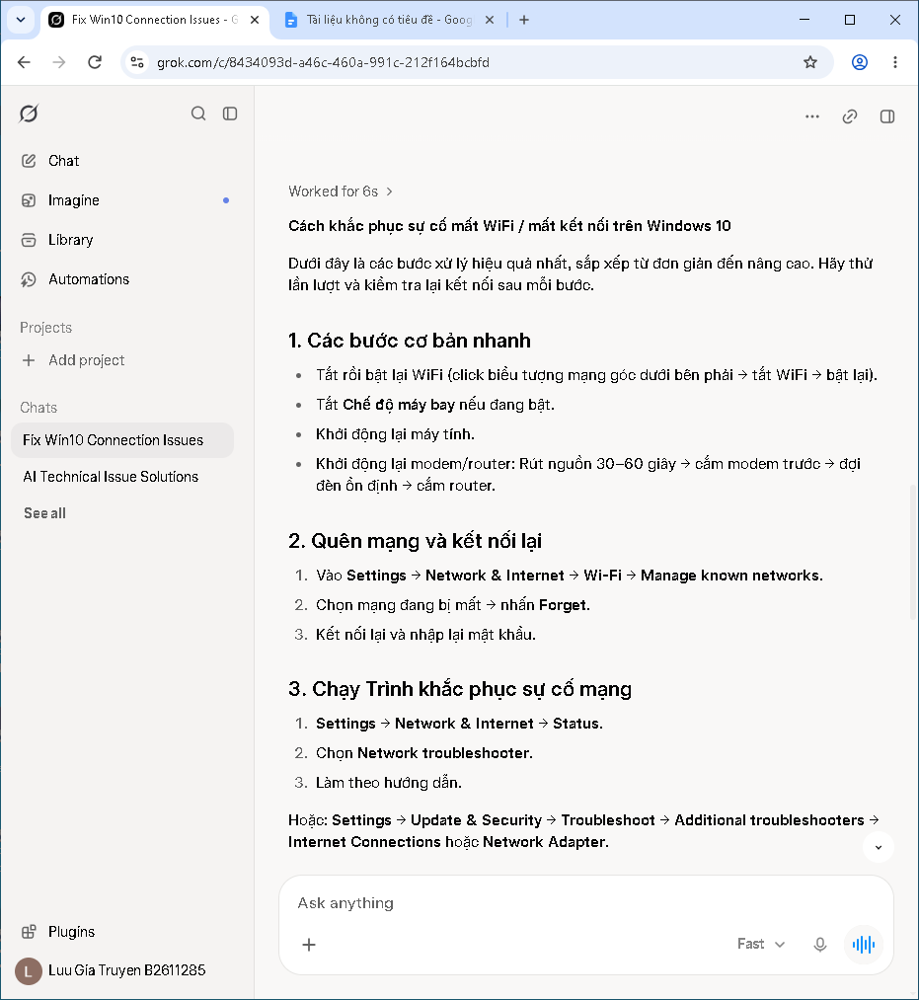 Fix Win10 Connection Issues - G
Tài liệu không có tiêu đề - Goog
grok.com/c/8434093d-a46c-460a-991c-212f164bcbfd
Chat
Imagine
Library
Automations
Projects
Add project
Chats
Fix Win10 Connection Issues
AI Technical Issue Solutions
See all
Plugins
L
Luu Gia Truyen B2611285
Worked for 6s
Cách khắc phục sự cố mất WiFi / mất kết nối trên Windows 10
Dưới đây là các bước xử lý hiệu quả nhất, sắp xếp từ đơn giản đến nâng cao. Hãy thử
lần lượt và kiểm tra lại kết nối sau mỗi bước.
1. Các bước cơ bản nhanh
• Tắt rồi bật lại WiFi (click biểu tượng mạng góc dưới bên phải → tắt WiFi → bật lại).
• Tắt Chế độ máy bay nếu đang bật.
• Khởi động lại máy tính.
• Khởi động lại modem/router: Rút nguồn 30–60 giây → cắm modem trước → đợi
đèn ổn định → cắm router.
2. Quên mạng và kết nối lại
1. Vào Settings → Network & Internet → Wi-Fi → Manage known networks.
2. Chọn mạng đang bị mất → nhấn Forget.
3. Kết nối lại và nhập lại mật khẩu.
3. Chạy Trình khắc phục sự cố mạng
1. Settings → Network & Internet → Status.
2. Chọn Network troubleshooter.
3. Làm theo hướng dẫn.
Hoặc: Settings → Update & Security → Troubleshoot → Additional troubleshooters →
Internet Connections hoặc Network Adapter.
Ask anything
Fast